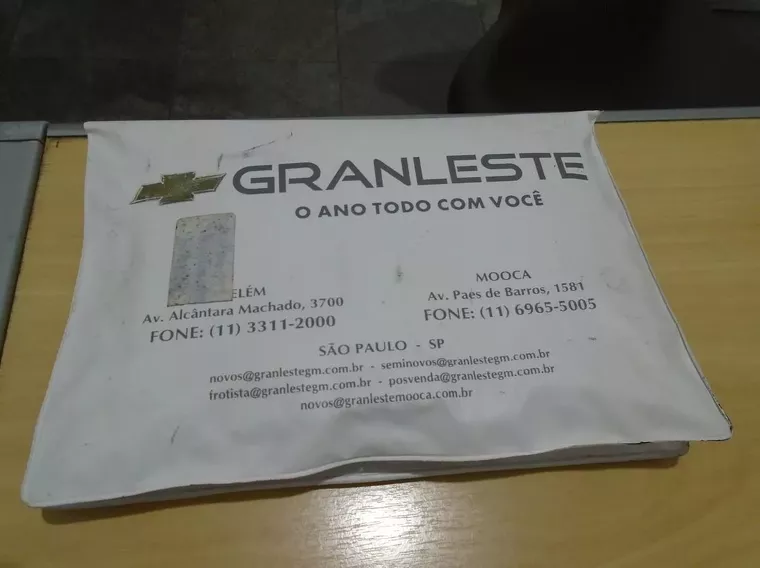 GRANLESTE
O ANO TODO COM VOCÊ
ELÉM
Av. Alcântara Machado, 3700
FONE: (11) 3311-2000
MOOCA
Av. Paes de Barros, 1581
FONE: (11) 6965-5005
SÃO PAULO - SP
novos@granlestegm.com.br - seminovos@granlestegm.com.br
frotista@granlestegm.com.br - posvenda@granlestegm.com.br
novos@granlestemooca.com.br